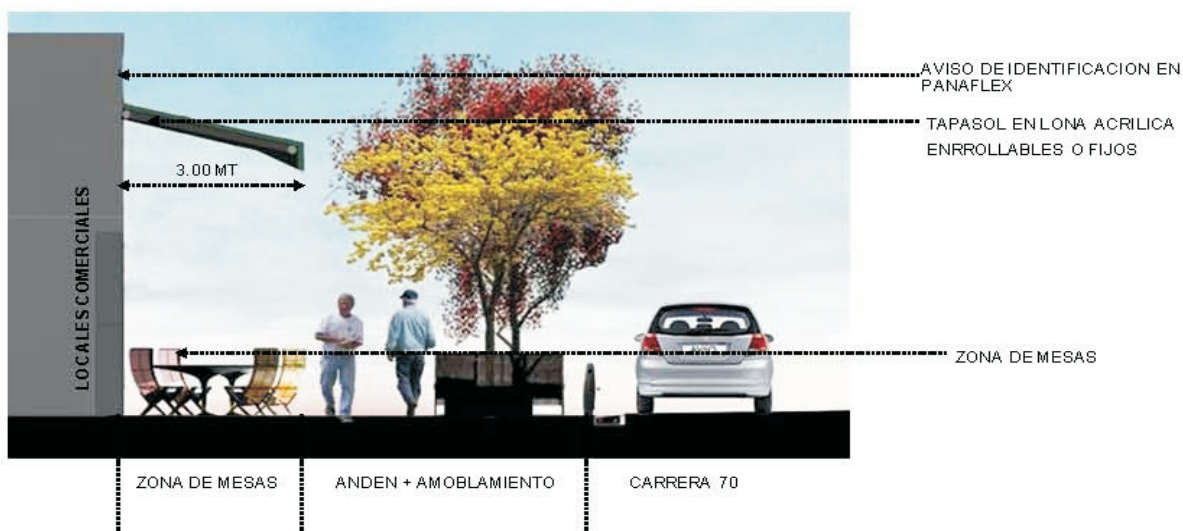 AVISO DE IDENTIFICACION EN
PANAFLEX
TAPASOL EN LONA ACRILICA
ENRROLLABLES O FIJOS
3.00 MT
LOCALES COMERCIALES
ZONA DE MESAS
ZONA DE MESAS
ANDEN + AMOBLAMIENTO
CARRERA 70